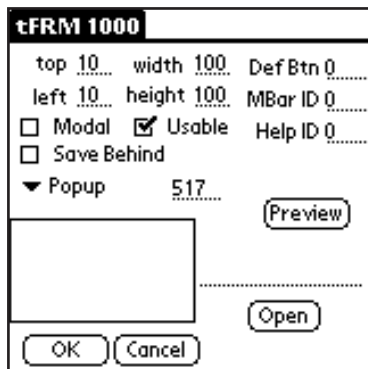 tFRM 1000
top 10 width 100 Def Btn 0
left 10 height 100 MBar ID 0
Modal Usable Help ID 0
Save Behind
Popup 517
Preview
Open
OK Cancel